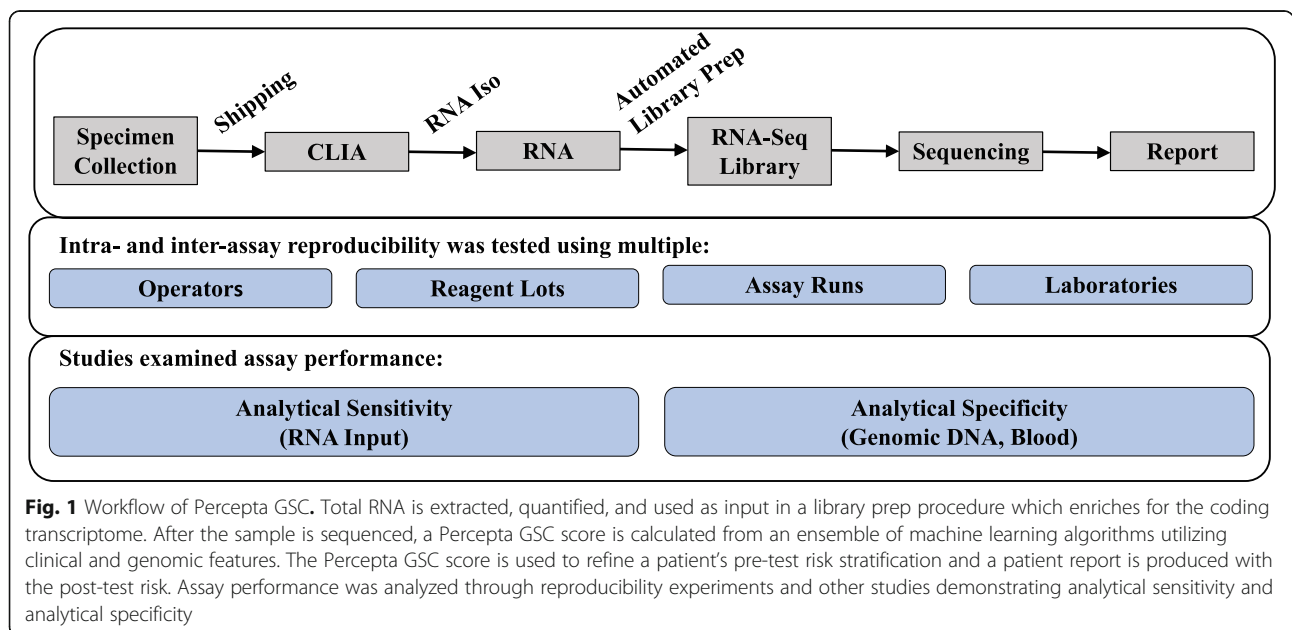 Shipping
RNA Iso
Automated
Library Prep
Specimen
Collection
CLIA
RNA
RNA-Seq
Library
Sequencing
Report
Intra- and inter-assay reproducibility was tested using multiple:
Operators
Reagent Lots
Assay Runs
Laboratories
Studies examined assay performance:
Analytical Sensitivity
(RNA Input)
Analytical Specificity
(Genomic DNA, Blood)
Fig. 1 Workflow of Percepta GSC. Total RNA is extracted, quantified, and used as input in a library prep procedure which enriches for the coding
transcriptome. After the sample is sequenced, a Percepta GSC score is calculated from an ensemble of machine learning algorithms utilizing
clinical and genomic features. The Percepta GSC score is used to refine a patient's pre-test risk stratification and a patient report is produced with
the post-test risk. Assay performance was analyzed through reproducibility experiments and other studies demonstrating analytical sensitivity and
analytical specificity